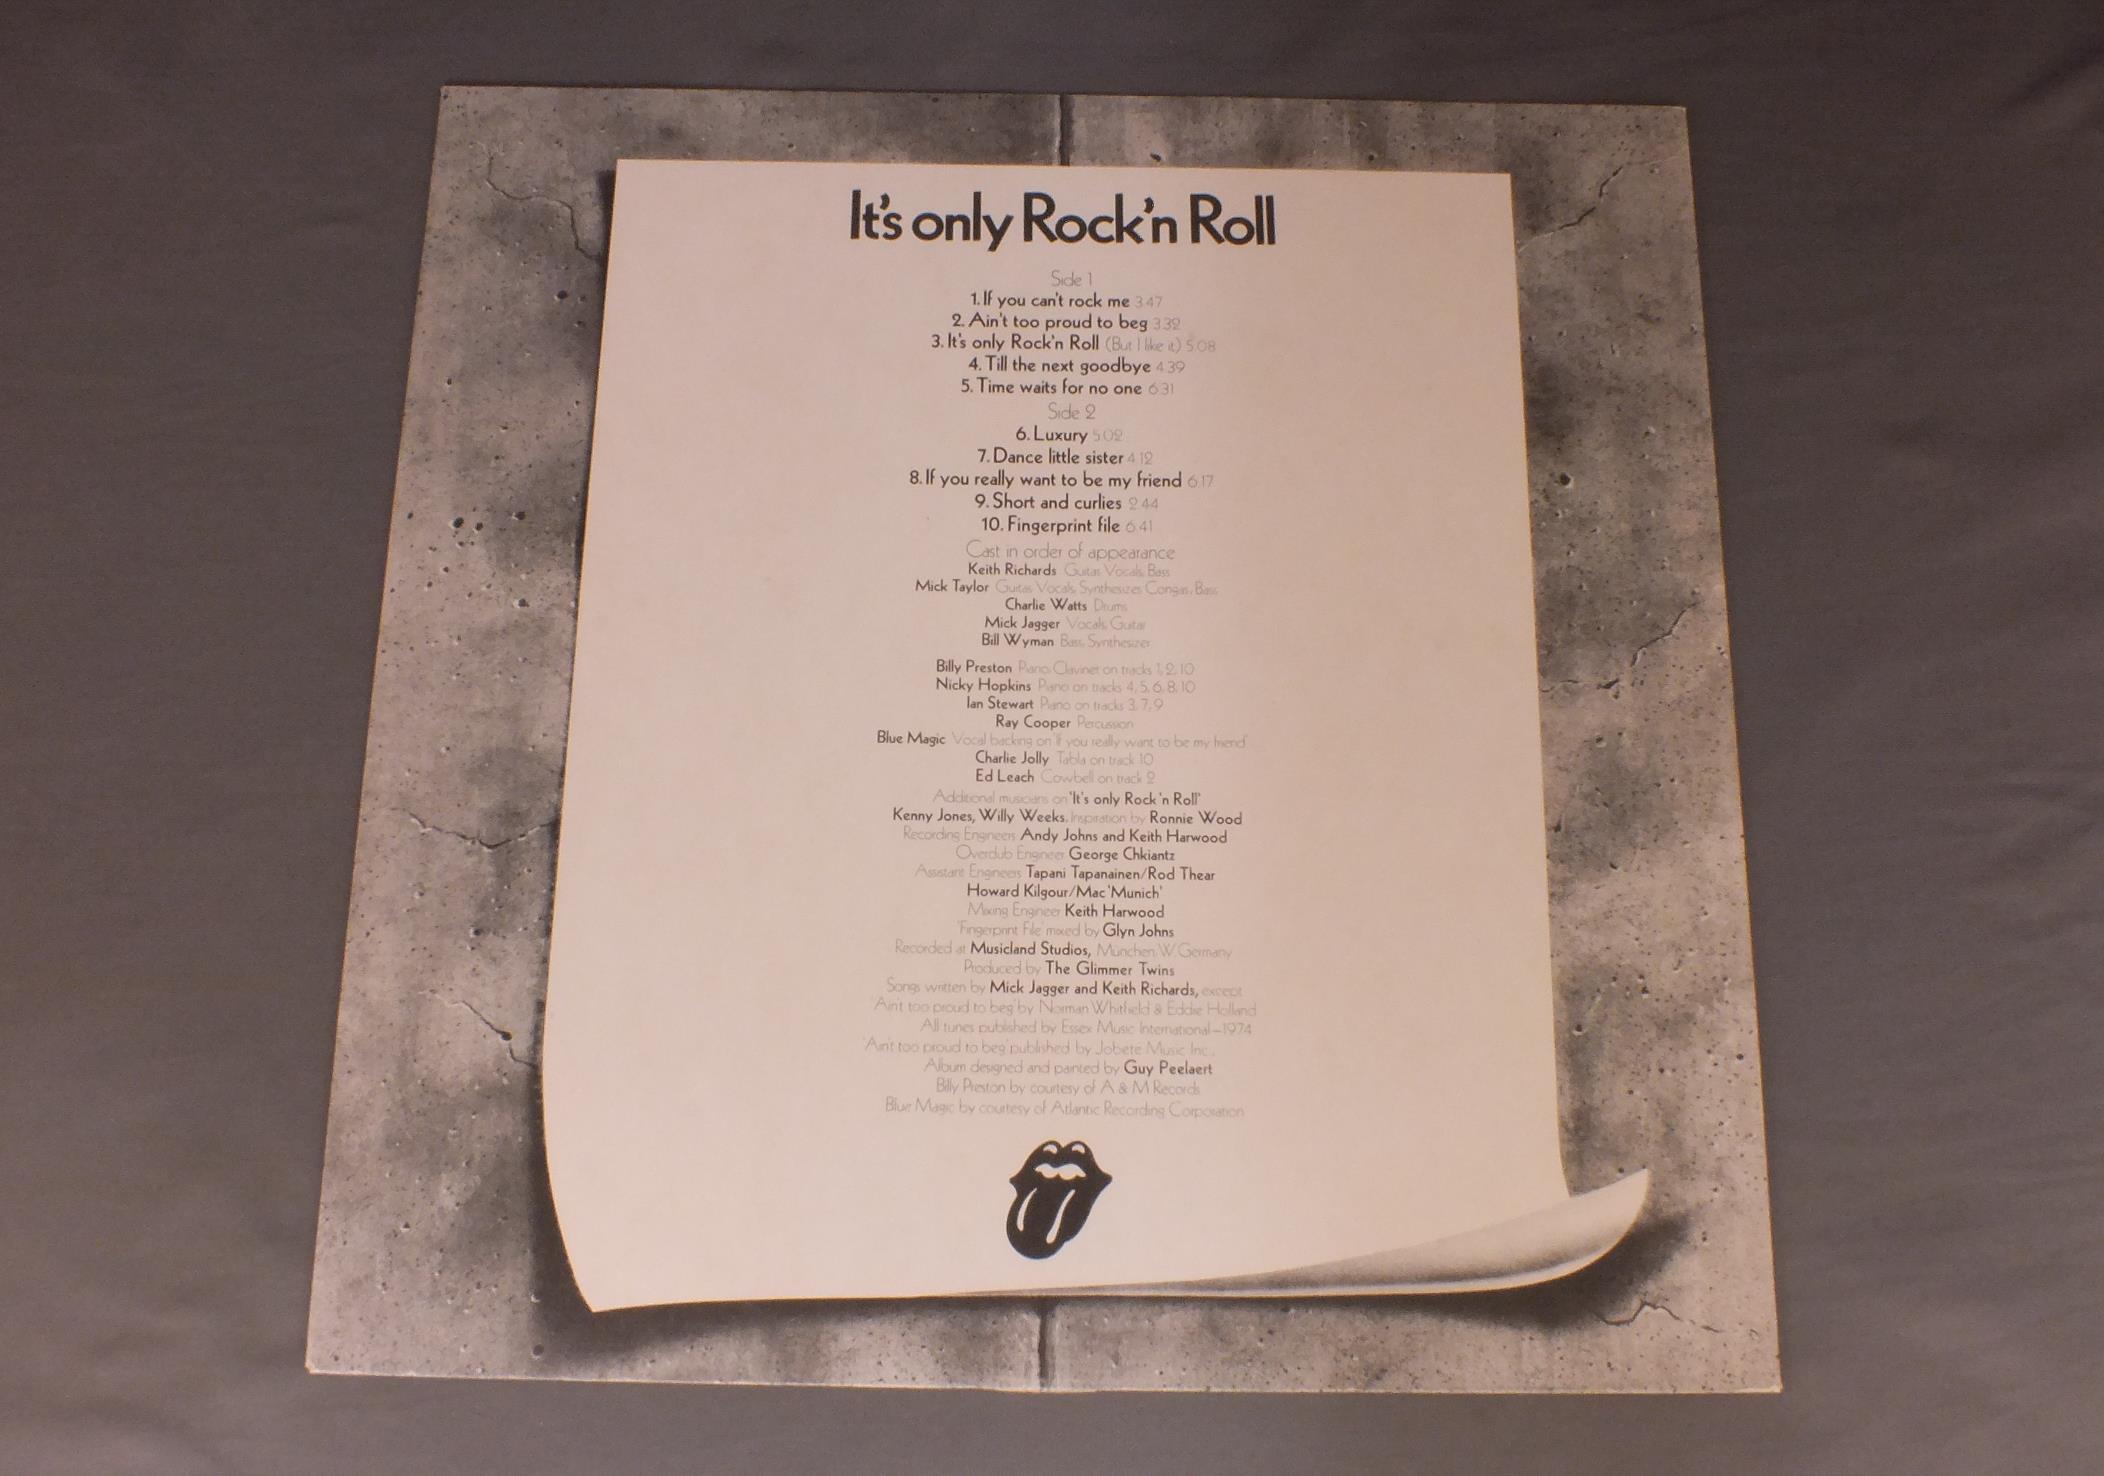 It's only Rock'n Roll
Side 1
1. If you can't rock me 3.47
2. Ain't too proud to beg 3.32
3. It's only Rock'n Roll (But I like it) 5.08
4. Till the next goodbye 4.39
5. Time waits for no one 6.31
Side 2
6. Luxury 5.02
7. Dance little sister 4.12
8. If you really want to be my friend 6.17
9. Short and curlies 2.44
10. Fingerprint file 6.41
Cast in order of appearance
Keith Richards Guitar, Vocals, Bass
Mick Taylor Guitar, Vocals, Synthesizer, Congas, Bass
Charlie Watts Drums
Mick Jagger Vocals, Guitar
Bill Wyman Bass, Synthesizer
Billy Preston Piano, Clavinet on tracks 1, 2, 10
Nicky Hopkins Piano on tracks 4, 5, 6, 8, 10
Ian Stewart Piano on tracks 3, 7, 9
Ray Cooper Percussion
Blue Magic Vocal backing on 'If you really want to be my friend'
Charlie Jolly Tabla on track 10
Ed Leach Cowbell on track 2
Additional musicians on 'It's only Rock 'n Roll'
Kenny Jones, Willy Weeks. Inspiration by Ronnie Wood
Recording Engineers Andy Johns and Keith Harwood
Overdub Engineer George Chkiantz
Assistant Engineers Tapani Tapanainen/Rod Thear
Howard Kilgour/Mac 'Munich'
Mixing Engineer Keith Harwood
'Fingerprint File' mixed by Glyn Johns
Recorded at Musicland Studios, München, W. Germany
Produced by The Glimmer Twins
Songs written by Mick Jagger and Keith Richards, except
'Ain't too proud to beg' by Norman Whitfield & Eddie Holland
All tunes published by Essex Music International–1974
'Ain't too proud to beg' published by Jobete Music Inc.,
Album designed and painted by Guy Peelaert
Billy Preston by courtesy of A & M Records
Blue Magic by courtesy of Atlantic Recording Corporation